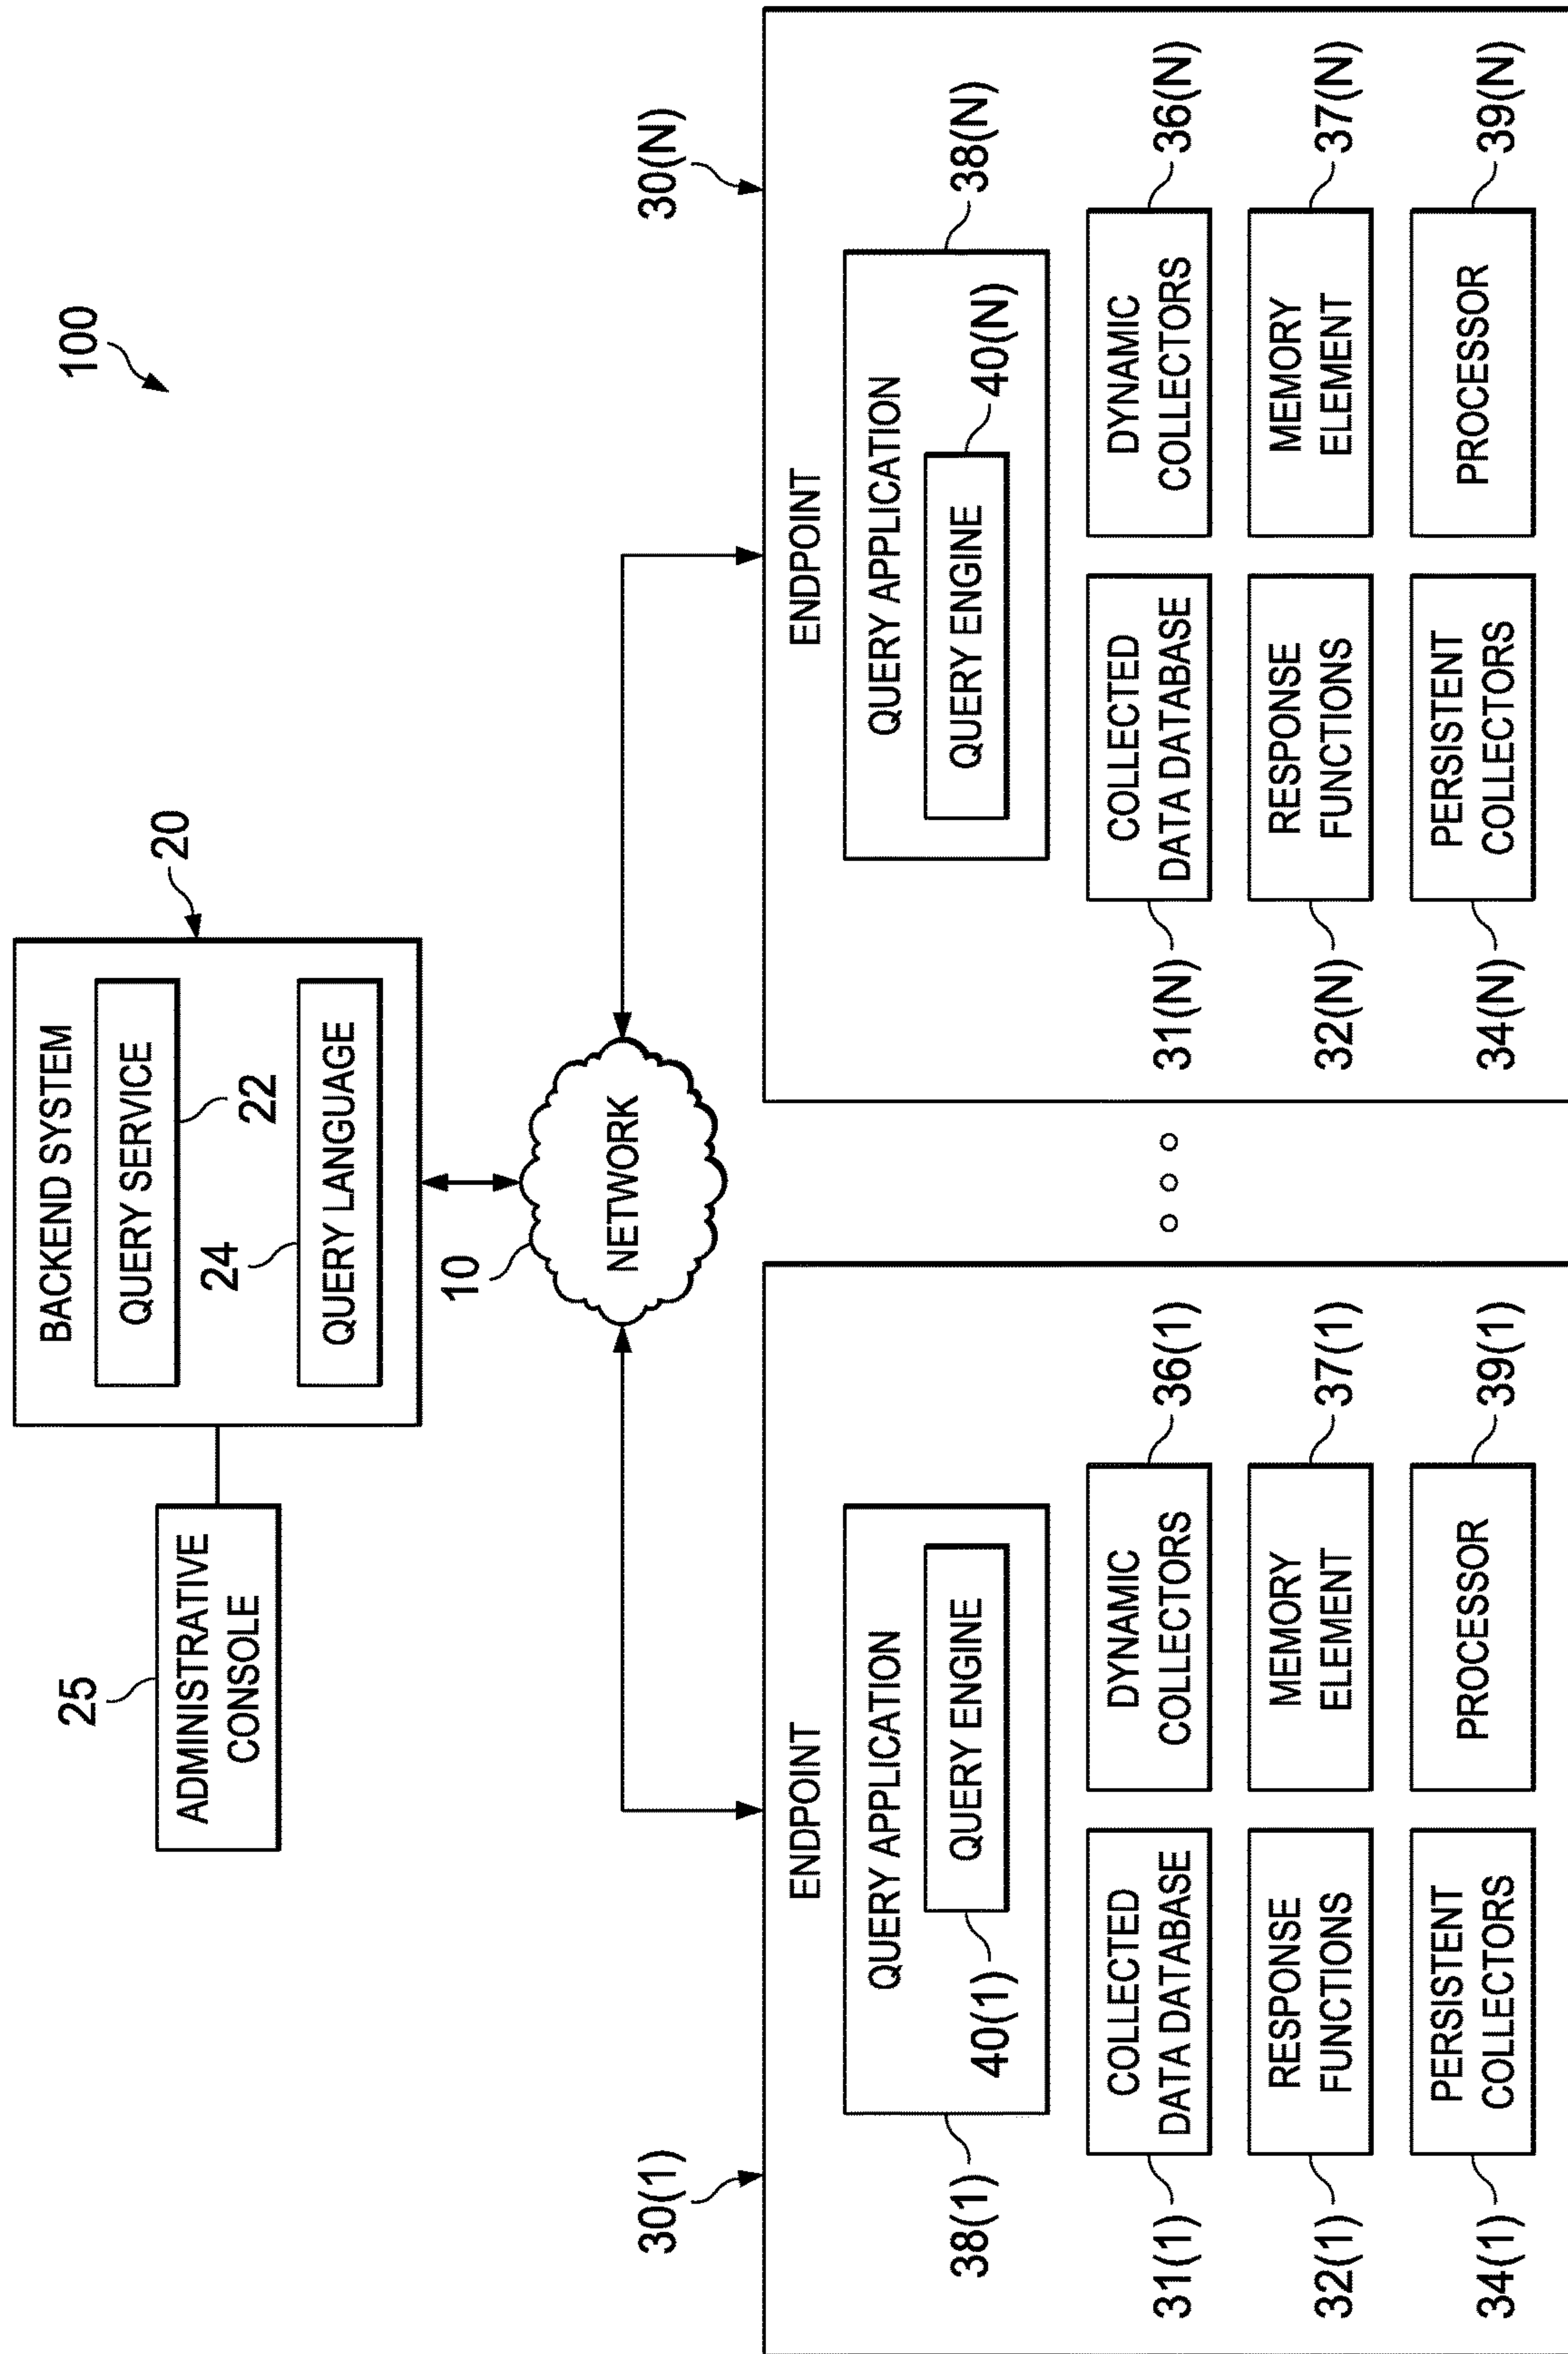 100
25
ADMINISTRATIVE
CONSOLE
BACKEND SYSTEM
20
QUERY SERVICE
22
24
QUERY LANGUAGE
10
NETWORK
30(1)
ENDPOINT
QUERY APPLICATION
QUERY ENGINE
38(1)
40(1)
COLLECTED
DATA DATABASE
31(1)
DYNAMIC
COLLECTORS
36(1)
RESPONSE
FUNCTIONS
32(1)
MEMORY
ELEMENT
37(1)
PERSISTENT
COLLECTORS
34(1)
PROCESSOR
39(1)
30(N)
ENDPOINT
QUERY APPLICATION
38(N)
QUERY ENGINE
40(N)
COLLECTED
DATA DATABASE
31(N)
DYNAMIC
COLLECTORS
36(N)
RESPONSE
FUNCTIONS
32(N)
MEMORY
ELEMENT
37(N)
PERSISTENT
COLLECTORS
34(N)
PROCESSOR
39(N)